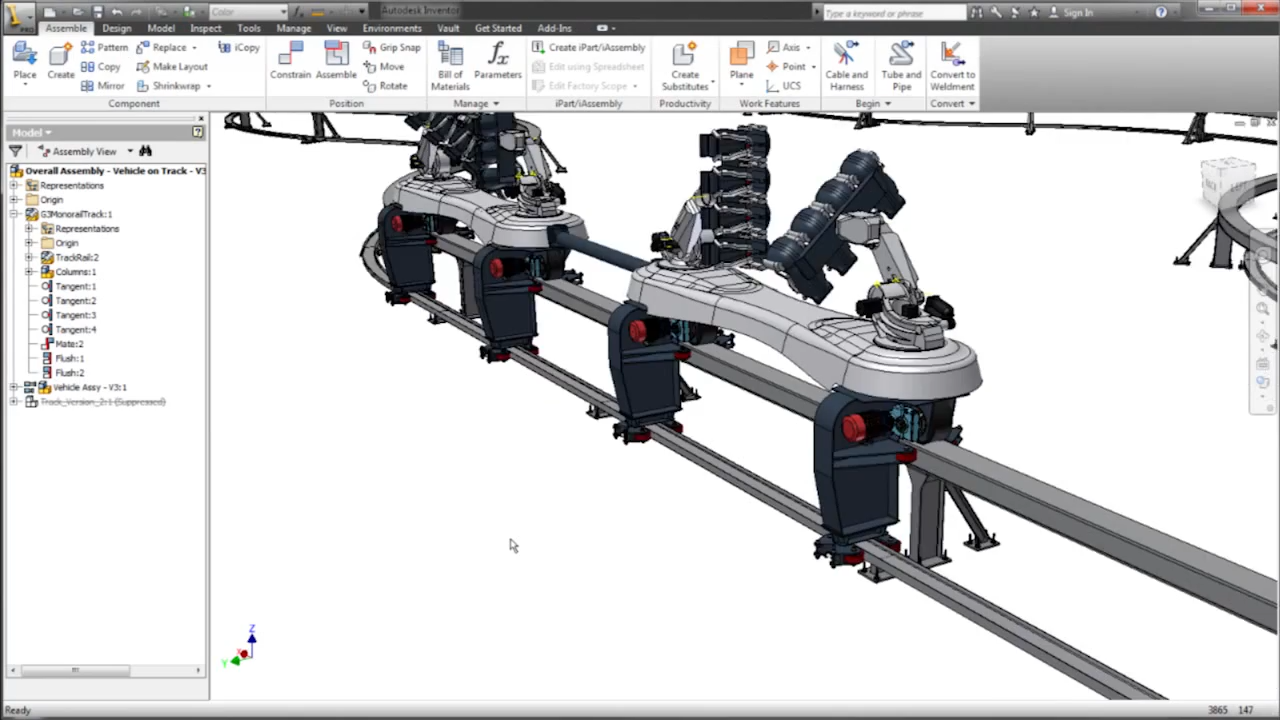 PRO Color Autodesk Inventor Type a keyword or phrase Sign In
Assemble Design Model Inspect Tools Manage View Environments Vault Get Started Add-Ins
Place Create Pattern Replace iCopy Constrain Assemble Grip Snap Bill of Materials Parameters Create iPart/iAssembly Create Substitutes Plane Axis Cable and Harness Tube and Pipe Convert to Weldment
Copy Make Layout Move Edit using Spreadsheet Point
Mirror Shrinkwrap Rotate Edit Factory Scope UCS
Component Position Manage iPart/iAssembly Productivity Work Features Begin Convert
Model
Assembly View
Overall Assembly - Vehicle on Track - V3
Representations
Origin
G3MonorailTrack:1
Representations
Origin
TrackRail:2
Columns:1
Tangent:1
Tangent:2
Tangent:3
Tangent:4
Mate:2
Flush:1
Flush:2
Vehicle Assy - V3:1
Track_Version_2:1 (Suppressed)
Z
Y
Ready 3865 147